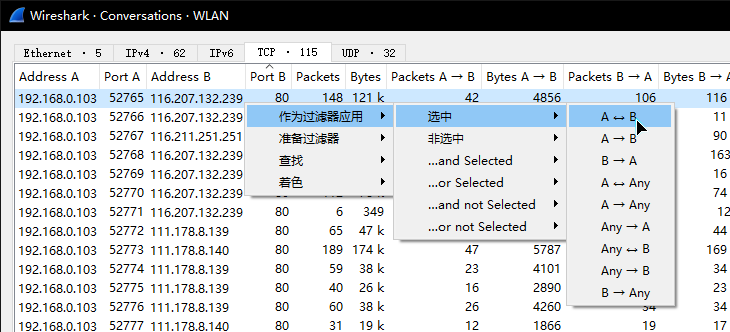 Wireshark · Conversations · WLAN
Ethernet · 5 IPv4 · 62 IPv6 TCP · 115 UDP · 32
Address A Port A Address B Port B Packets Bytes Packets A → B Bytes A → B Packets B → A Bytes B → A
192.168.0.103 52765 116.207.132.239 80 148 121 k 42 4856 106 116
192.168.0.103 52766 116.207.132.239 作为过滤器应用 选中 A ↔ B 11
192.168.0.103 52767 116.211.251.251 准备过滤器 非选中 A → B 90
192.168.0.103 52768 116.207.132.239 查找 ...and Selected B → A 163
192.168.0.103 52769 116.207.132.239 着色 ...or Selected A ↔ Any 16
192.168.0.103 52770 116.207.132.239 80 ...and not Selected A → Any 74
192.168.0.103 52771 116.207.132.239 80 6 349 ...and not Selected A → Any 12
192.168.0.103 52772 111.178.8.139 80 65 47 k ...or not Selected Any → A 44
192.168.0.103 52773 111.178.8.140 80 189 174 k 47 5787 Any ↔ B 169
192.168.0.103 52774 111.178.8.139 80 59 38 k 23 4101 Any → B 34
192.168.0.103 52775 111.178.8.139 80 40 26 k 16 2890 B → Any 23
192.168.0.103 52776 111.178.8.139 80 60 38 k 26 4260 34 34
192.168.0.103 52777 111.178.8.140 80 31 19 k 12 1866 19 17